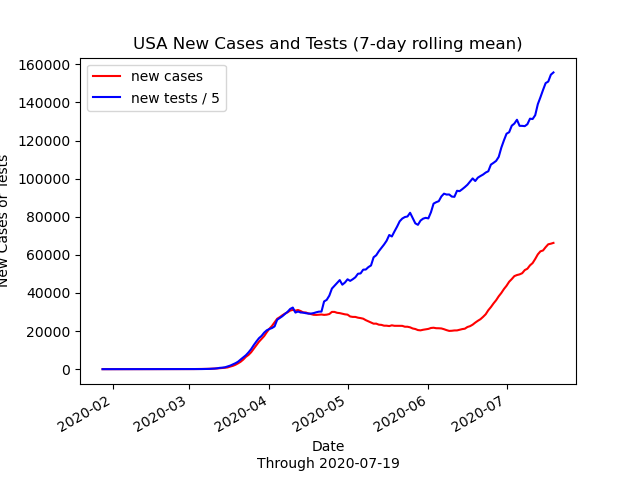 USA New Cases and Tests (7-day rolling mean)
new cases
new tests / 5
160000
140000
120000
100000
80000
60000
40000
20000
0
New Cases or Tests
2020-02
2020-03
2020-04
2020-05
2020-06
2020-07
Date
Through 2020-07-19